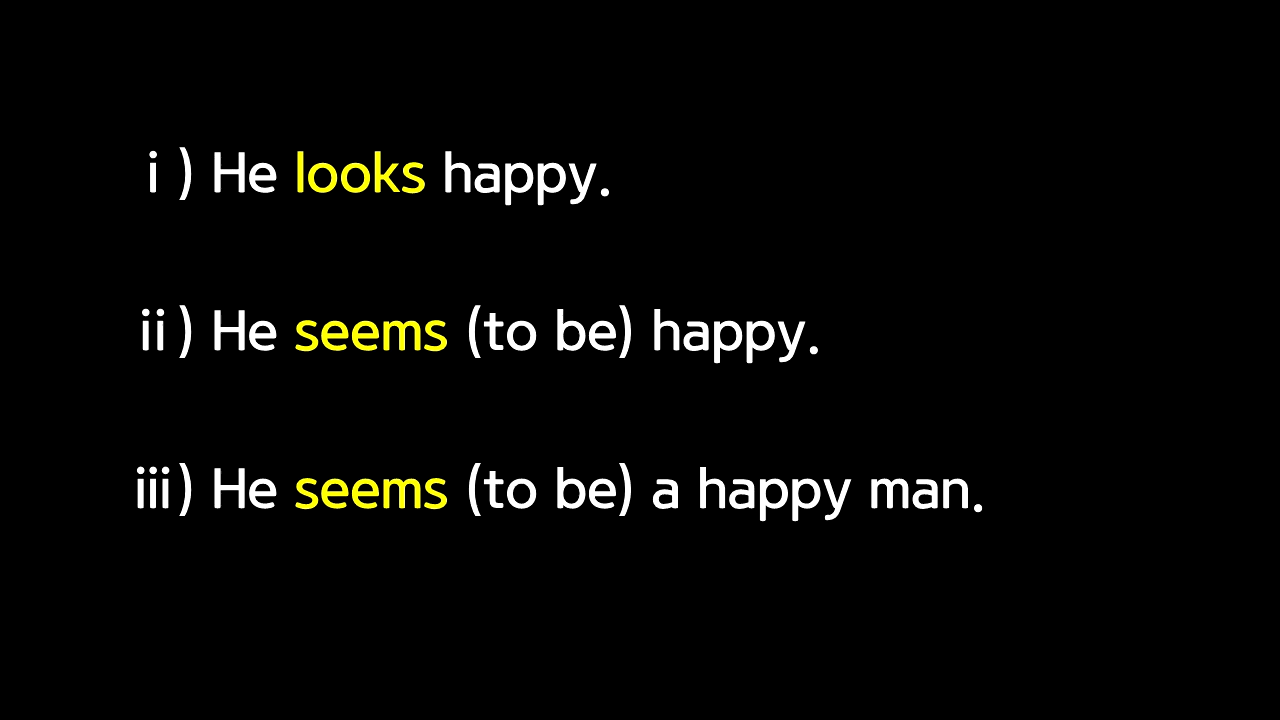 ⅰ) He looks happy.
ⅱ) He seems (to be) happy.
ⅲ) He seems (to be) a happy man.